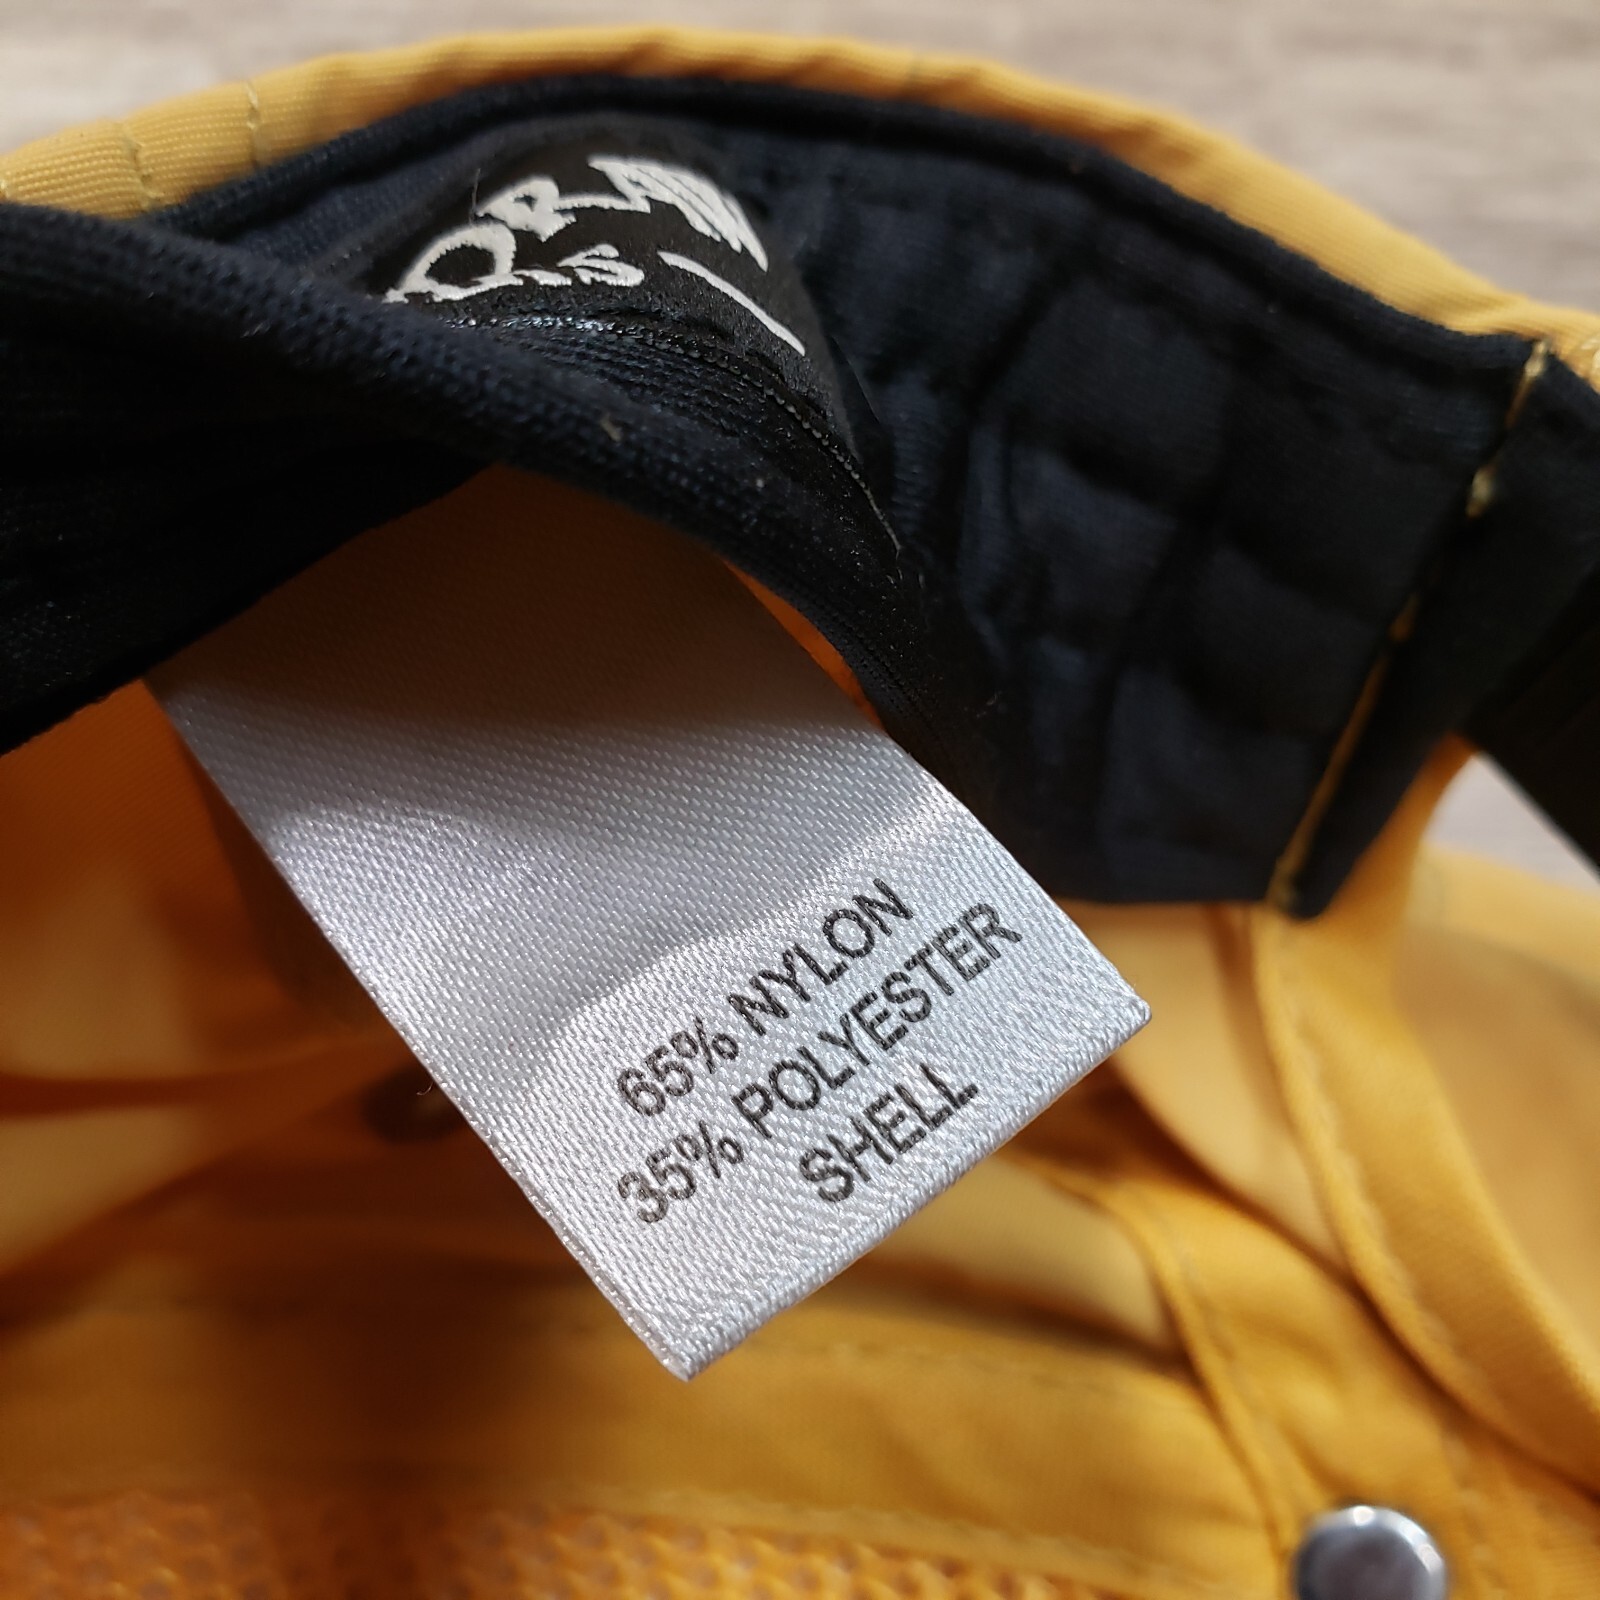 65% NYLON
35% POLYESTER
SHELL